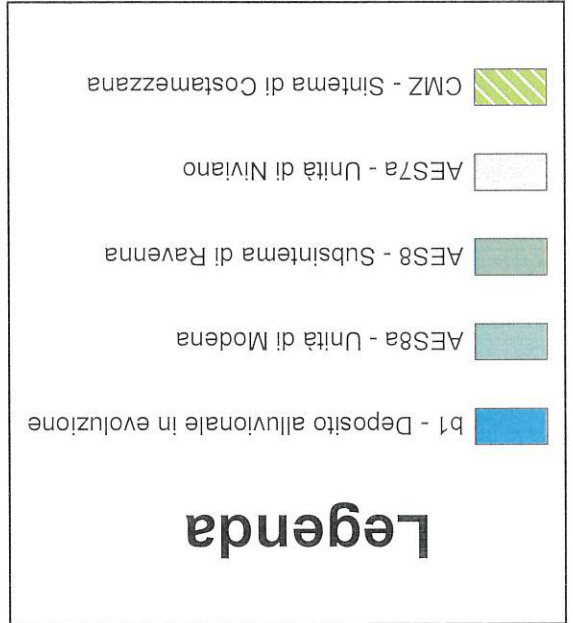 Legenda
b1 - Deposito alluvionale in evoluzione
AES8a - Unità di Modena
AES8 - Subsintema di Ravenna
AES7a - Unità di Niviano
CMZ - Sintema di Costamezzana